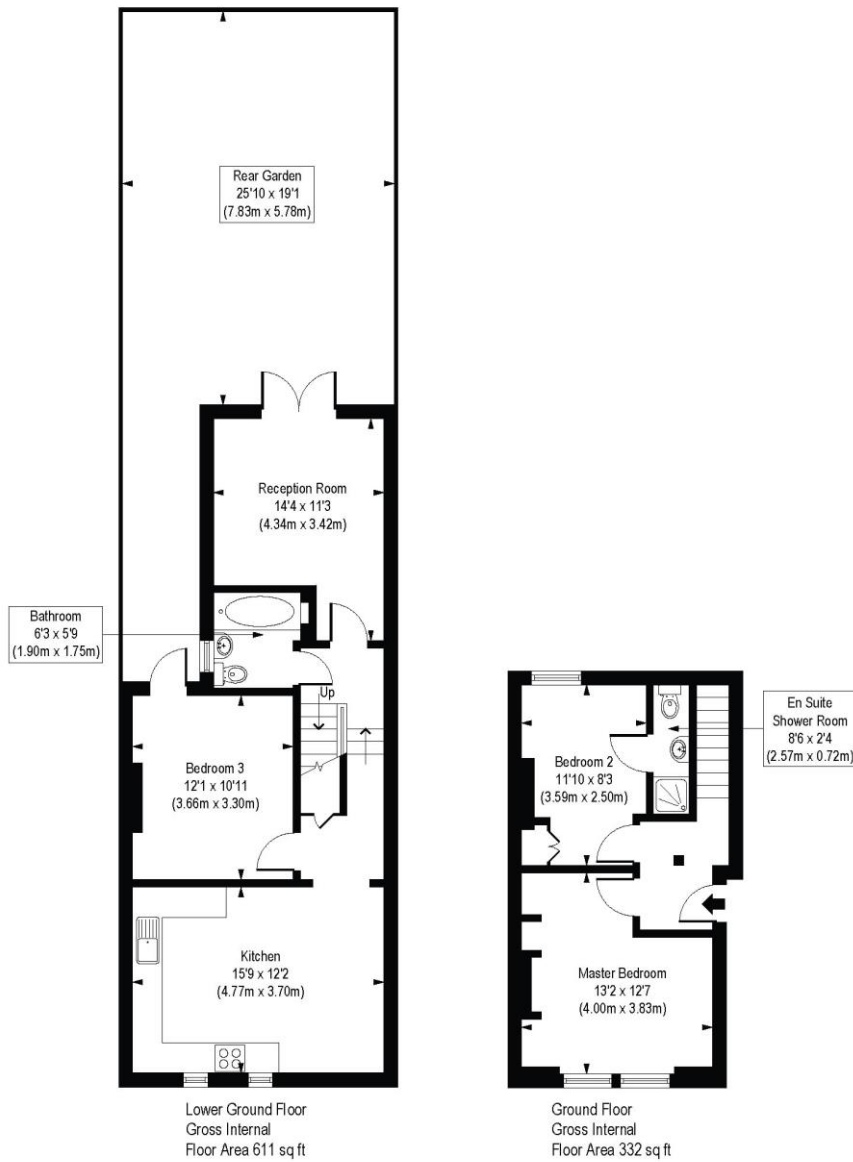 Rear Garden
25'10 x 19'1
(7.83m x 5.78m)
Reception Room
14'4 x 11'3
(4.34m x 3.42m)
Bathroom
6'3 x 5'9
(1.90m x 1.75m)
Up
Bedroom 3
12'1 x 10'11
(3.66m x 3.30m)
Kitchen
15'9 x 12'2
(4.77m x 3.70m)
Lower Ground Floor
Gross Internal
Floor Area 611 sq ft
En Suite
Shower Room
8'6 x 2'4
(2.57m x 0.72m)
Bedroom 2
11'10 x 8'3
(3.59m x 2.50m)
Master Bedroom
13'2 x 12'7
(4.00m x 3.83m)
Ground Floor
Gross Internal
Floor Area 332 sq ft